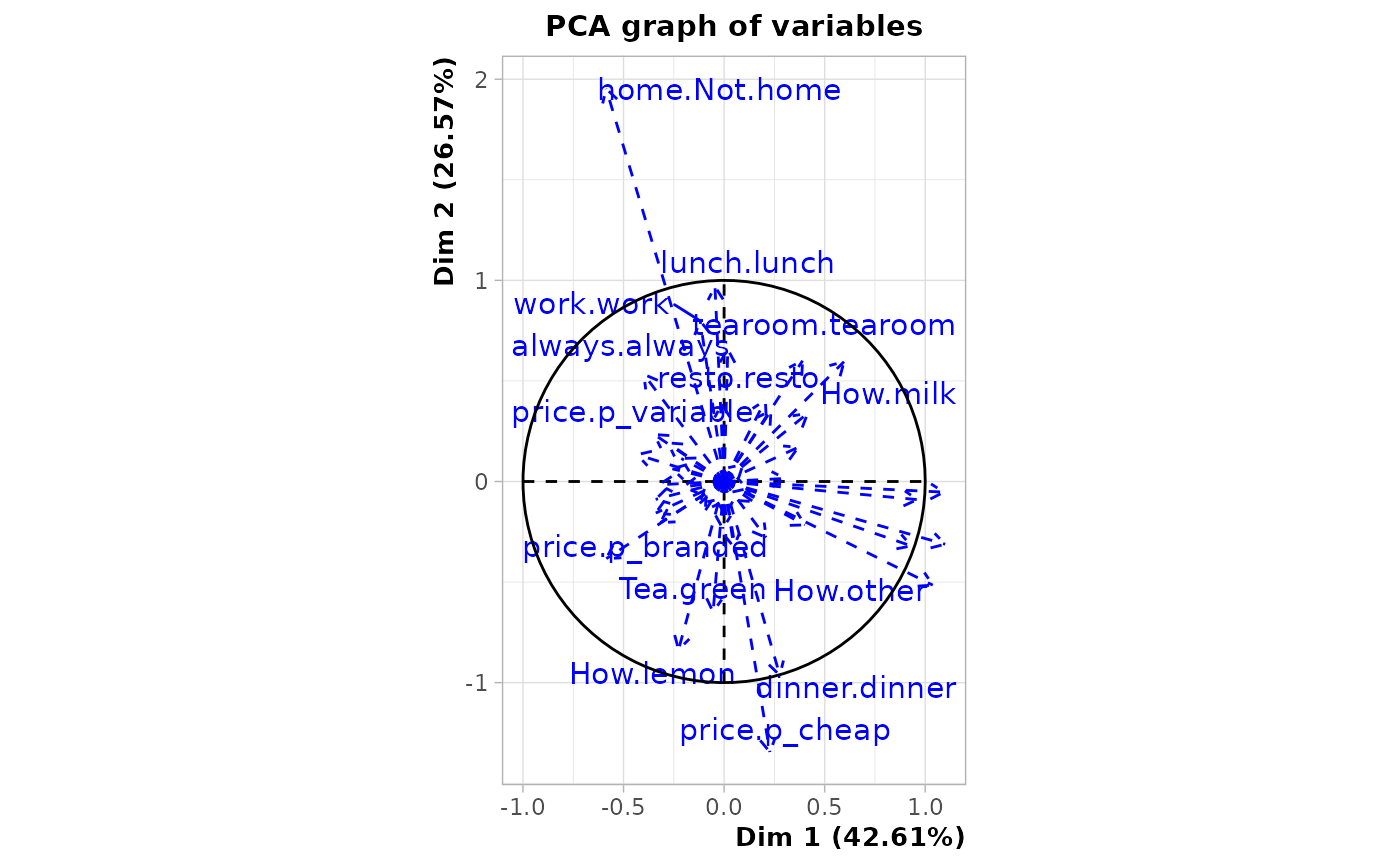 PCA graph of variables
Dim 2 (26.57%)
2
1
0
-1
home.Not.home
lunch.lunch
work.work
tearoom.tearoom
always.always
resto.resto
How.milk
price.p_variable
price.p_branded
Tea.green
How.other
How.lemon
dinner.dinner
price.p_cheap
-1.0 -0.5 0.0 0.5 1.0
Dim 1 (42.61%)